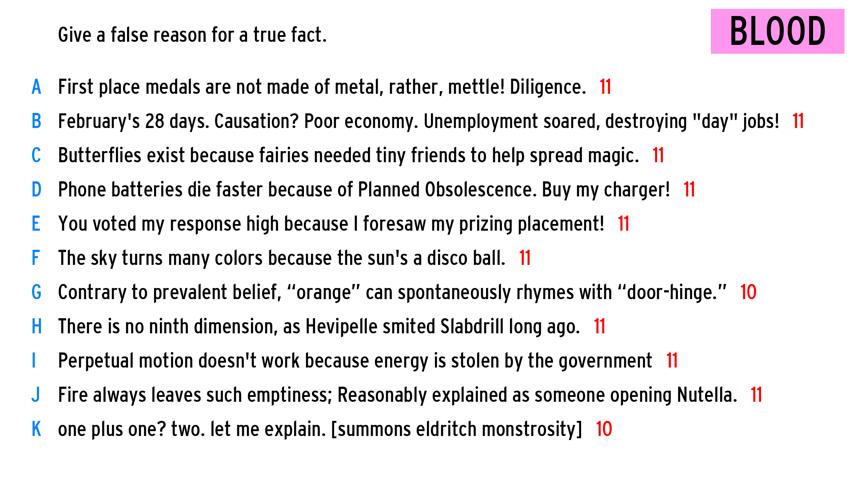 Give a false reason for a true fact.
BLOOD
A First place medals are not made of metal, rather, mettle! Diligence. 11
B February's 28 days. Causation? Poor economy. Unemployment soared, destroying "day" jobs! 11
C Butterflies exist because fairies needed tiny friends to help spread magic. 11
D Phone batteries die faster because of Planned Obsolescence. Buy my charger! 11
E You voted my response high because I foresaw my prizing placement! 11
F The sky turns many colors because the sun's a disco ball. 11
G Contrary to prevalent belief, “orange” can spontaneously rhymes with “door-hinge.” 10
H There is no ninth dimension, as Hevipelle smited Slabdrill long ago. 11
I Perpetual motion doesn't work because energy is stolen by the government 11
J Fire always leaves such emptiness; Reasonably explained as someone opening Nutella. 11
K one plus one? two. let me explain. [summons eldritch monstrosity] 10